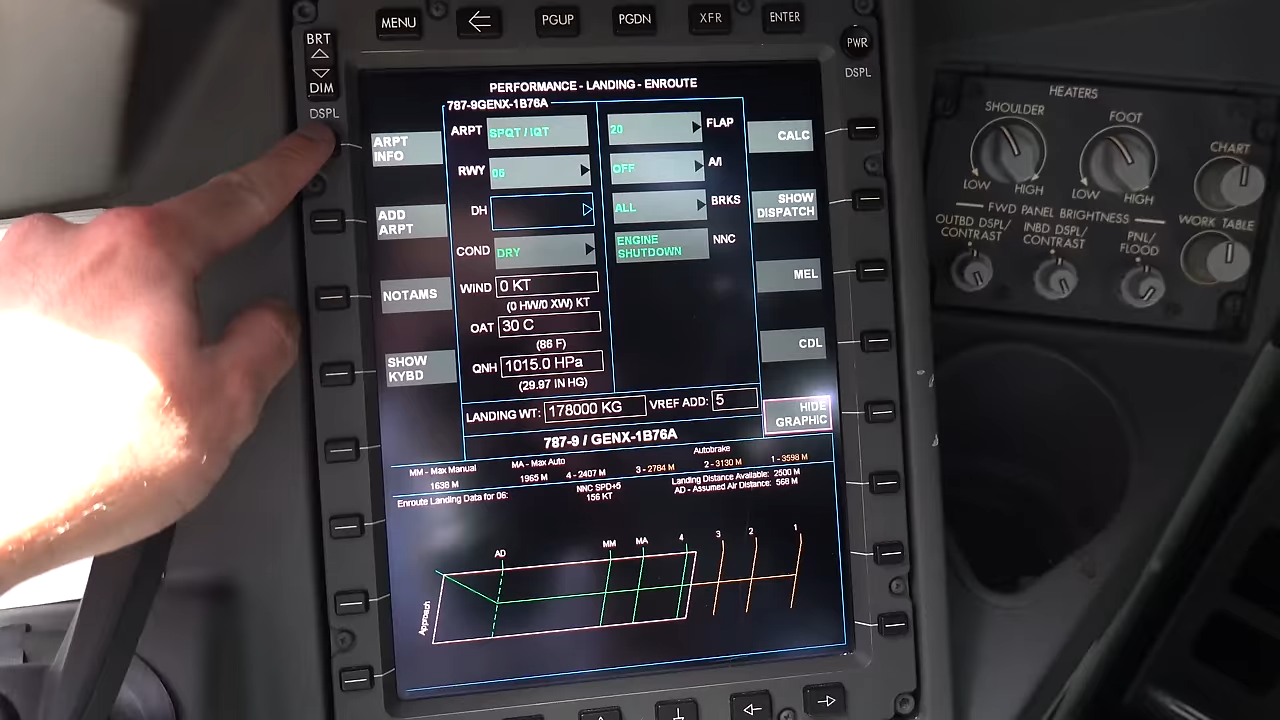 MENU
PGUP
PGDN
XFR
ENTER
BRT
DIM
DSPL
PWR
DSPL
PERFORMANCE - LANDING - ENROUTE
787-9GENX-1B76A
ARPT INFO
ADD ARPT
NOTAMS
SHOW KYBD
ARPT SPQT / IQT
RWY 06
DH
COND DRY
WIND 0 KT
(0 HW/0 XW) KT
OAT 30 C
(86 F)
QNH 1015.0 HPa
(29.97 IN HG)
20 FLAP
OFF A/I
ALL BRKS
ENGINE SHUTDOWN NNC
CALC
SHOW DISPATCH
MEL
CDL
HIDE GRAPHIC
LANDING WT: 178000 KG VREF ADD: 5
787-9 / GENX-1B76A
Autobrake
MM - Max Manual MA - Max Auto
1638 M 1965 M 4 - 2407 M 3 - 2764 M 2 - 3130 M 1 - 3598 M
Enroute Landing Data for 06: NNC SPD+5 Landing Distance Available: 2500 M
156 KT AD - Assumed Air Distance: 568 M
AD MM MA 4 3 2 1
Approach
HEATERS
SHOULDER FOOT
LOW HIGH LOW HIGH
CHART
FWD PANEL BRIGHTNESS
WORK TABLE
OUTBD DSPL/ CONTRAST
INBD DSPL/ CONTRAST
PNL/ FLOOD